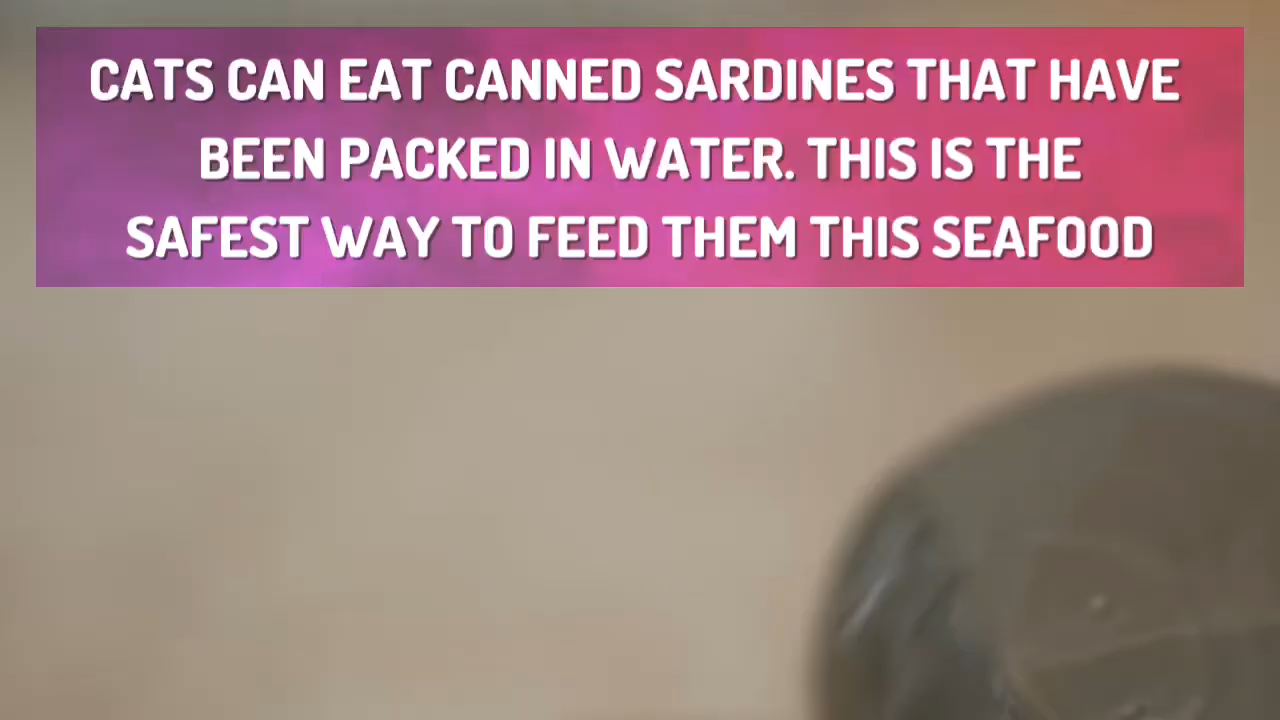 CATS CAN EAT CANNED SARDINES THAT HAVE
BEEN PACKED IN WATER. THIS IS THE
SAFEST WAY TO FEED THEM THIS SEAFOOD